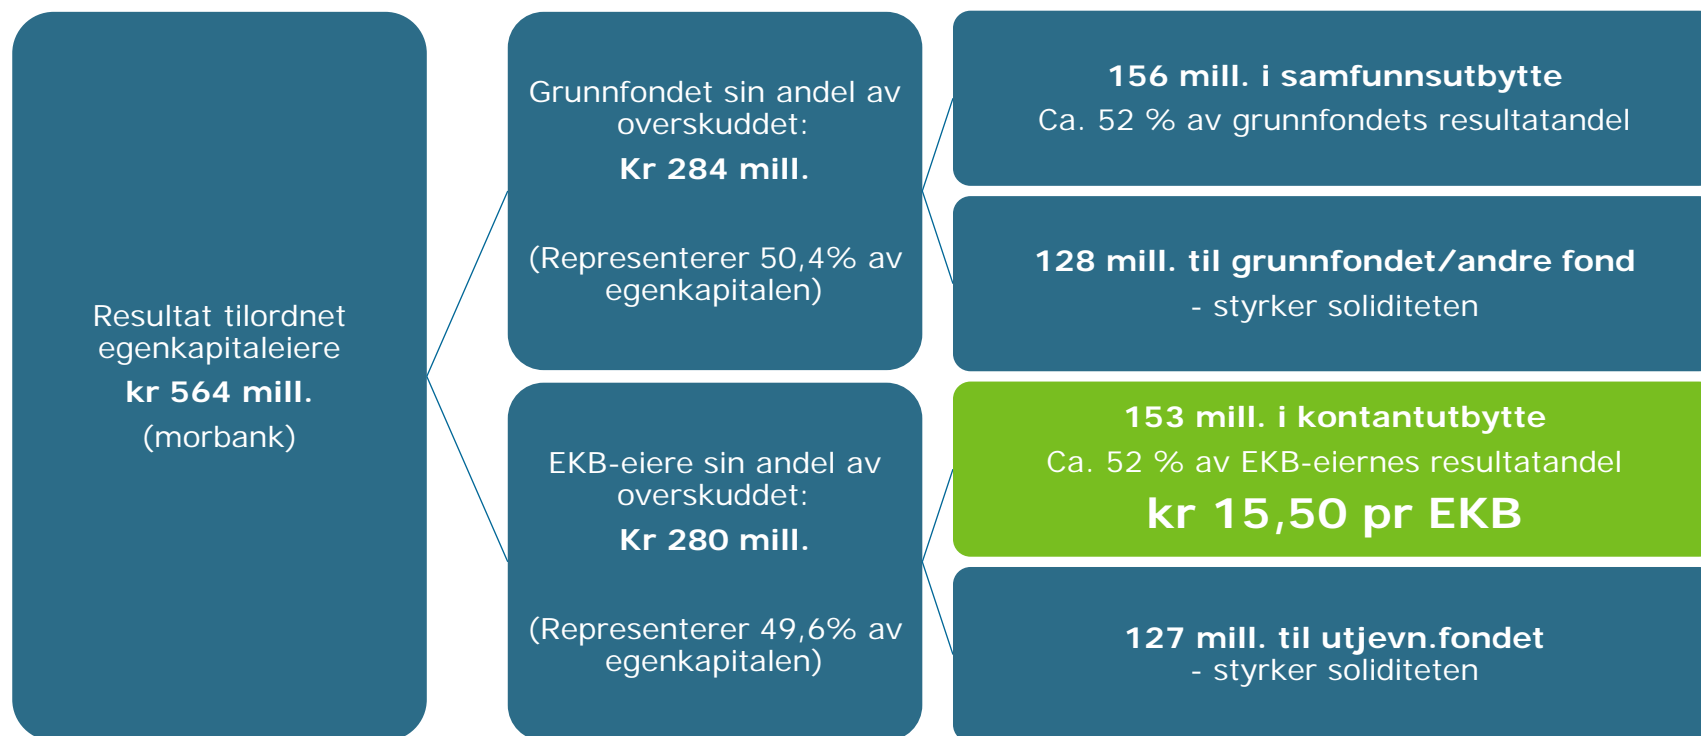 Resultat tilordnet
egenkapitaleiere
kr 564 mill.
(morbank)
Grunnfondet sin andel av
overskuddet:
Kr 284 mill.
(Representerer 50,4% av
egenkapitalen)
EKB-eiere sin andel av
overskuddet:
Kr 280 mill.
(Representerer 49,6% av
egenkapitalen)
156 mill. i samfunnsutbytte
Ca. 52 % av grunnfondets resultatandel
128 mill. til grunnfondet/andre fond
- styrker soliditeten
153 mill. i kontantutbytte
Ca. 52 % av EKB-eiernes resultatandel
kr 15,50 pr EKB
127 mill. til utjevn.fondet
- styrker soliditeten